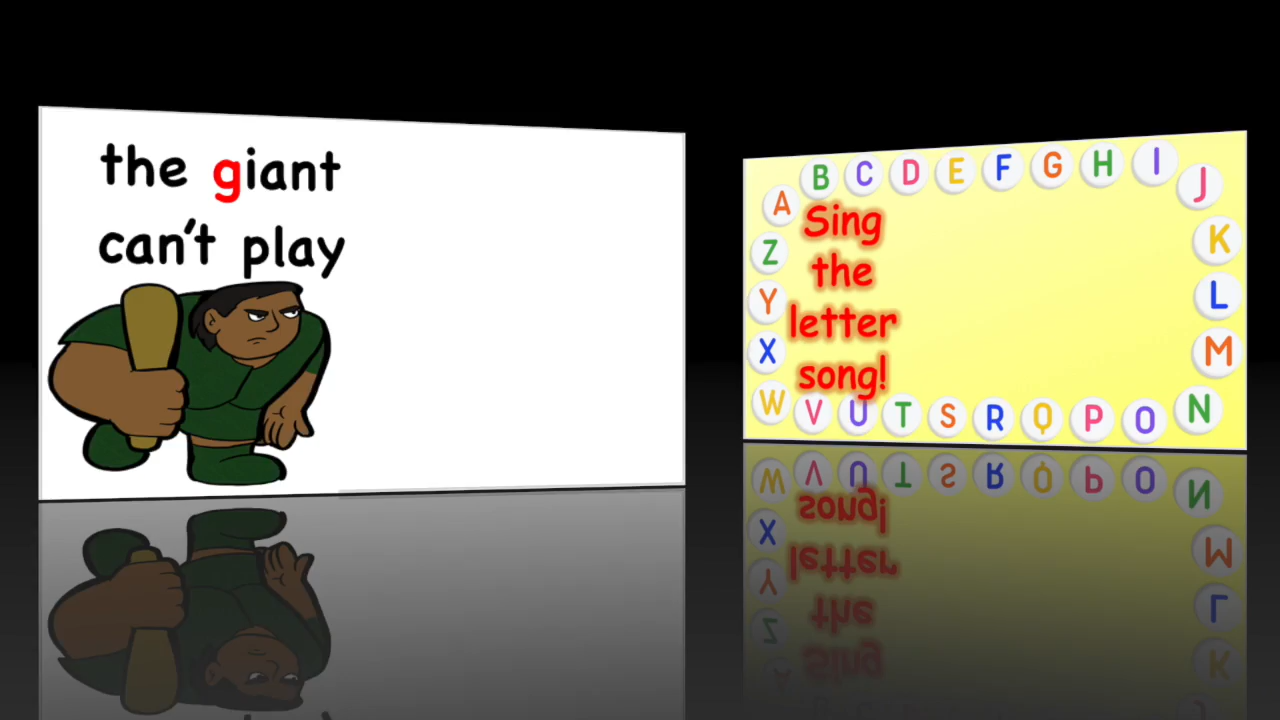 the giant
can't play
A B C D E F G H I J K L M N O P Q R S T U V W X Y Z
Sing
the
letter
song!